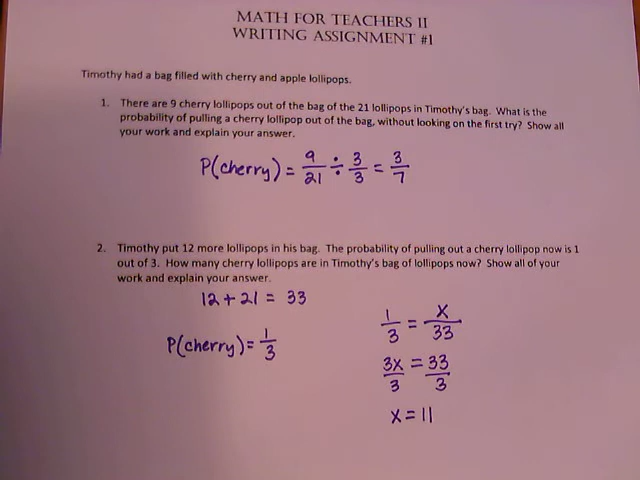 MATH FOR TEACHERS II
WRITING ASSIGNMENT #1
Timothy had a bag filled with cherry and apple lollipops.
1. There are 9 cherry lollipops out of the bag of the 21 lollipops in Timothy's bag. What is the
probability of pulling a cherry lollipop out of the bag, without looking on the first try? Show all
your work and explain your answer.
P(cherry) = 9/21 ÷ 3/3 = 3/7
2. Timothy put 12 more lollipops in his bag. The probability of pulling out a cherry lollipop now is 1
out of 3. How many cherry lollipops are in Timothy's bag of lollipops now? Show all of your
work and explain your answer.
12 + 21 = 33
P(cherry) = 1/3
1/3 = x/33
3x/3 = 33/3
x = 11